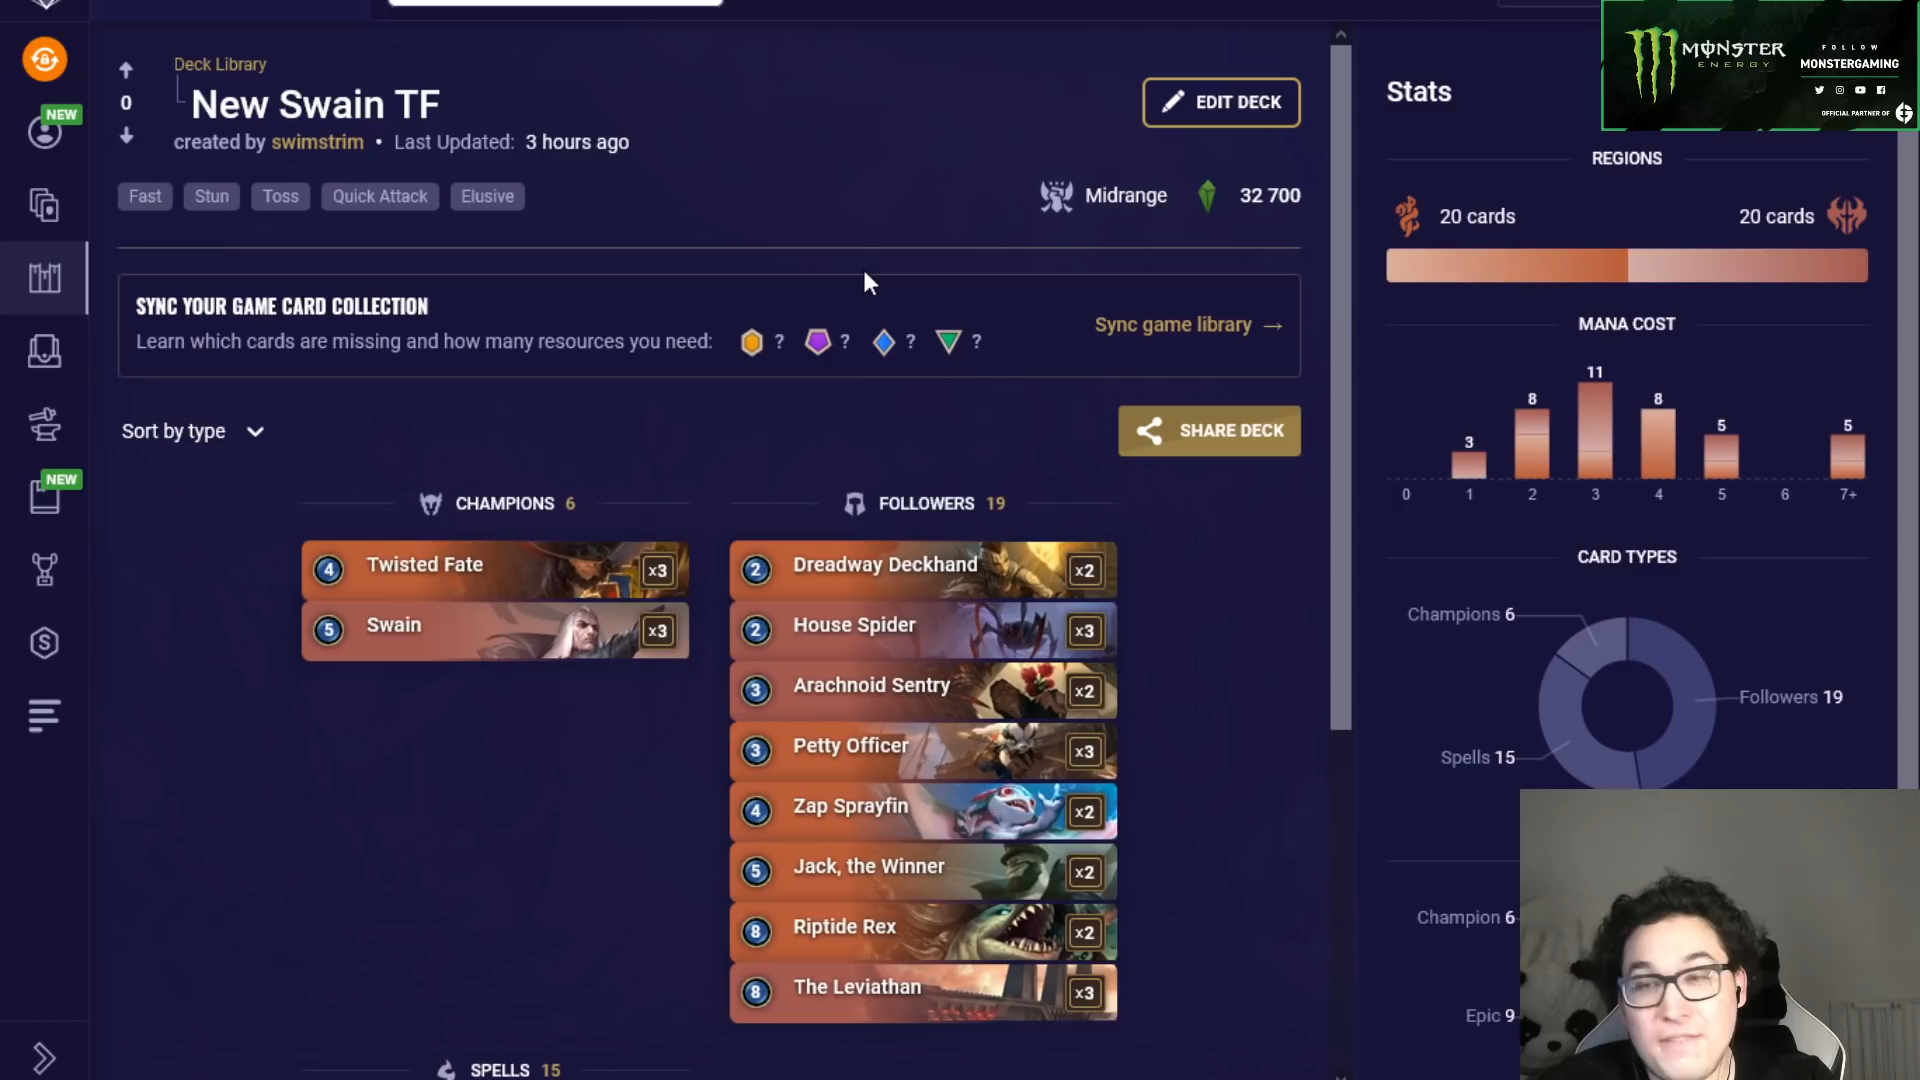 Deck Library
New Swain TF
0
created by swimstrim • Last Updated: 3 hours ago
EDIT DECK
Fast
Stun
Toss
Quick Attack
Elusive
Midrange
32 700
SYNC YOUR GAME CARD COLLECTION
Learn which cards are missing and how many resources you need: ? ? ? ?
Sync game library →
Sort by type
SHARE DECK
CHAMPIONS 6
4 Twisted Fate x3
5 Swain x3
FOLLOWERS 19
2 Dreadway Deckhand x2
2 House Spider x3
3 Arachnoid Sentry x2
3 Petty Officer x3
4 Zap Sprayfin x2
5 Jack, the Winner x2
8 Riptide Rex x2
8 The Leviathan x3
SPELLS 15
NEW
NEW
Stats
REGIONS
20 cards
20 cards
MANA COST
3 8 11 8 5 5
0 1 2 3 4 5 6 7+
CARD TYPES
Champions 6
Followers 19
Spells 15
Champion 6
Epic 9
MONSTER
ENERGY
FOLLOW
MONSTERGAMING
OFFICIAL PARTNER OF